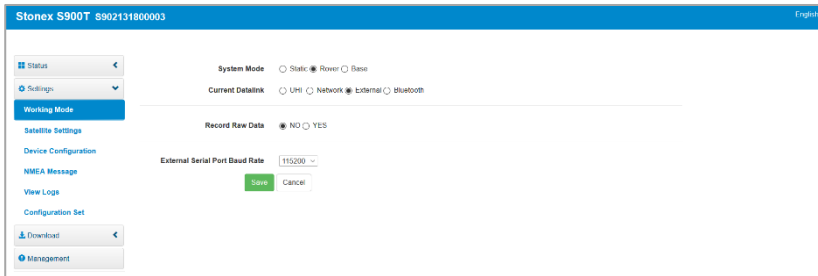 Stonex S900T S902131800003
English
Status
Settings
Working Mode
Satellite Settings
Device Configuration
NMEA Message
View Logs
Configuration Set
Download
Management
System Mode Static Rover Base
Current Datalink UHF Network External Bluetooth
Record Raw Data NO YES
External Serial Port Baud Rate 115200
Save Cancel